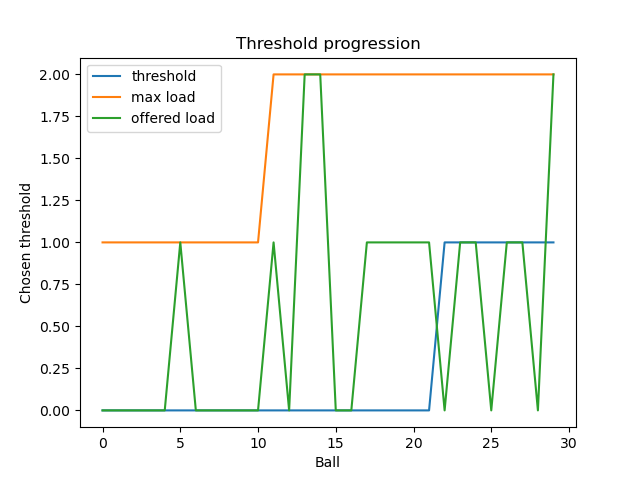 Threshold progression
threshold
max load
offered load
2.00
1.75
1.50
1.25
1.00
0.75
0.50
0.25
0.00
Chosen threshold
0
5
10
15
20
25
30
Ball